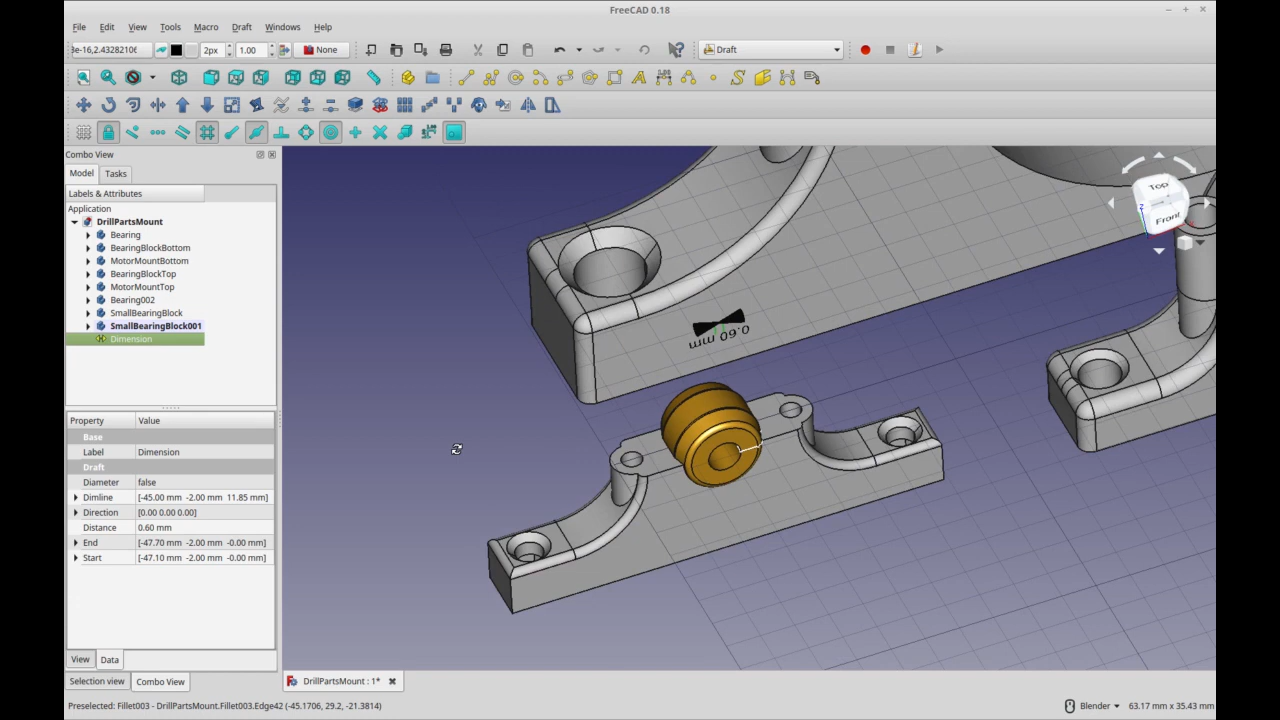 FreeCAD 0.18
File Edit View Tools Macro Draft Windows Help
3e-16,2.4328210€ 2px 1.00 None Draft
Combo View
Model Tasks
Labels & Attributes
Application
DrillPartsMount
Bearing
BearingBlockBottom
MotorMountBottom
BearingBlockTop
MotorMountTop
Bearing002
SmallBearingBlock
SmallBearingBlock001
Dimension
Property Value
Base
Label Dimension
Draft
Diameter false
Dimline [-45.00 mm -2.00 mm 11.85 mm]
Direction [0.00 0.00 0.00]
Distance 0.60 mm
End [-47.70 mm -2.00 mm -0.00 mm]
Start [-47.10 mm -2.00 mm -0.00 mm]
View Data
Selection view Combo View
Top
Front
Z
0.60 mm
DrillPartsMount : 1*
Preselected: Fillet003 - DrillPartsMount.Fillet003.Edge42 (-45.1706, 29.2, -21.3814)
Blender 63.17 mm x 35.43 mm